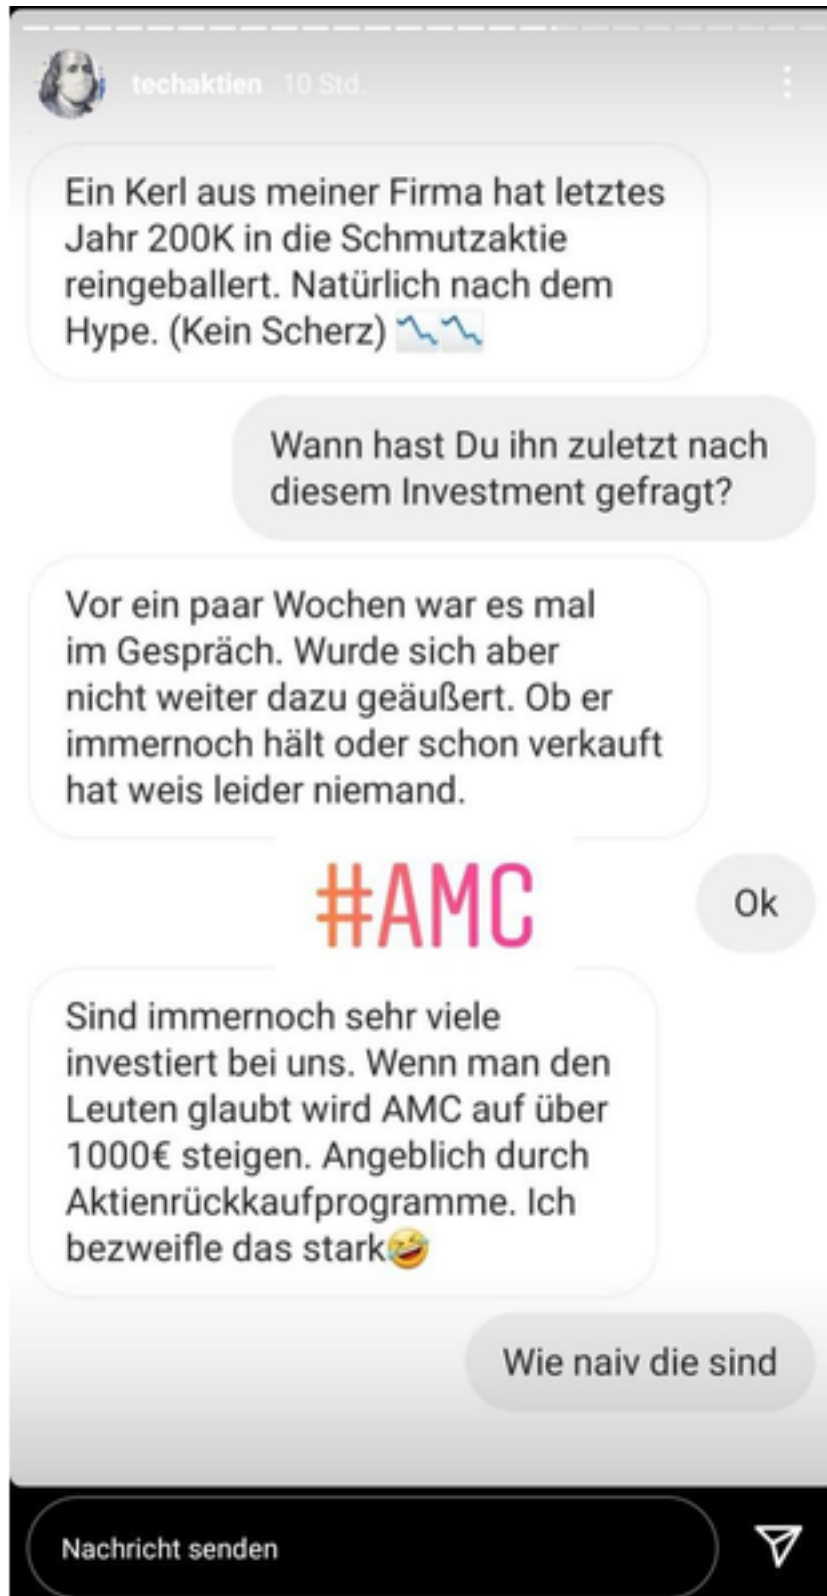 techaktien 10 Std.
Ein Kerl aus meiner Firma hat letztes
Jahr 200K in die Schmutzaktie
reingeballert. Natürlich nach dem
Hype. (Kein Scherz) 📉📉
Wann hast Du ihn zuletzt nach
diesem Investment gefragt?
Vor ein paar Wochen war es mal
im Gespräch. Wurde sich aber
nicht weiter dazu geäußert. Ob er
immernoch hält oder schon verkauft
hat weis leider niemand.
#AMC
Ok
Sind immernoch sehr viele
investiert bei uns. Wenn man den
Leuten glaubt wird AMC auf über
1000€ steigen. Angeblich durch
Aktienrückkaufprogramme. Ich
bezweifle das stark🤣
Wie naiv die sind
Nachricht senden